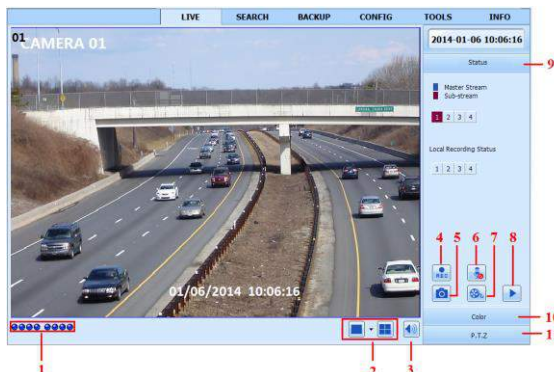 LIVE SEARCH BACKUP CONFIG TOOLS INFO
01
CAMERA 01
2014-01-06 10:06:16
Status
9
Master Stream
Sub-stream
1 2 3 4
Local Recording Status
1 2 3 4
4 5 6 7 8
REC
01/06/2014 10:06:16
Color
P.T.Z
1 2 3